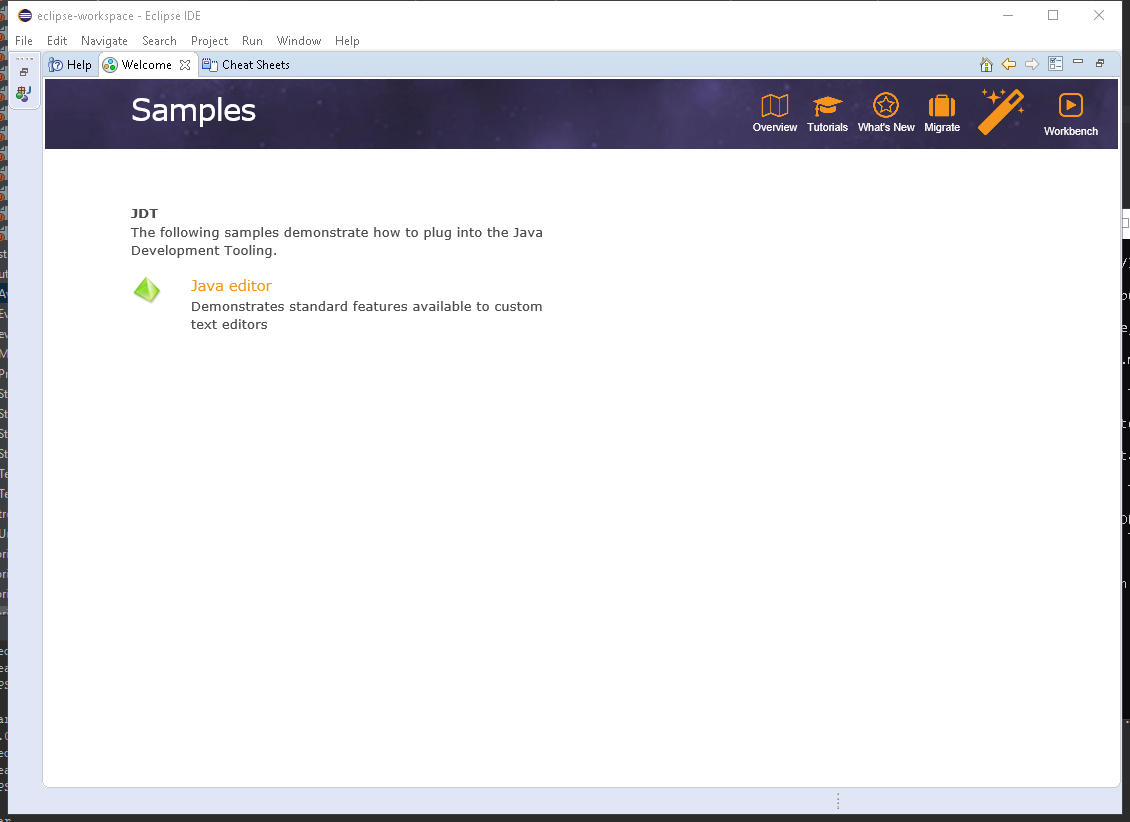 eclipse-workspace - Eclipse IDE
File Edit Navigate Search Project Run Window Help
Help Welcome Cheat Sheets
Samples
Overview Tutorials What's New Migrate Workbench
JDT
The following samples demonstrate how to plug into the Java
Development Tooling.
Java editor
Demonstrates standard features available to custom
text editors